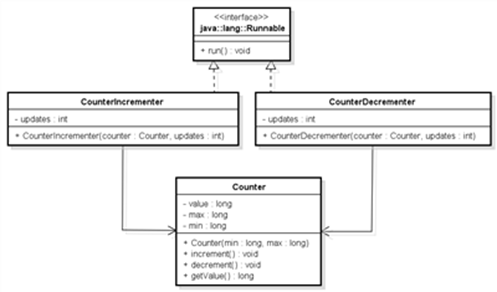 <<interface>>
java::lang::Runnable
+ run() : void
CounterIncrementer
- updates : int
+ CounterIncrementer(counter : Counter, updates : int)
CounterDecrementer
- updates : int
+ CounterDecrementer(counter : Counter, updates : int)
Counter
- value : long
- max : long
- min : long
+ Counter(min : long, max : long)
+ increment() : void
+ decrement() : void
+ getValue() : long